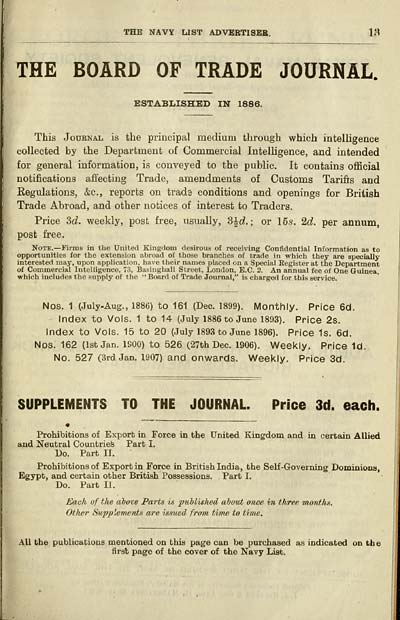 THE NAVY LIST ADVERTISER. 13
THE BOARD OF TRADE JOURNAL.
ESTABLISHED IN 1886.
This JOURNAL is the principal medium through which intelligence
collected by the Department of Commercial Intelligence, and intended
for general information, is conveyed to the public. It contains official
notifications affecting Trade, amendments of Customs Tariffs and
Regulations, &c., reports on trade conditions and openings for British
Trade Abroad, and other notices of interest to Traders.
Price 3d. weekly, post free, usually, 3½d.; or 15s. 2d. per annum,
post free.
NOTE.—Firms in the United Kingdom desirous of receiving Confidential Information as to
opportunities for the extension abroad of those branches of trade in which they are specially
interested may, upon application, have their names placed on a Special Register at the Department
of Commercial Intelligence, 73, Basinghall Street, London, E.C. 2. An annual fee of One Guinea,
which includes the supply of the "Board of Trade Journal," is charged for this service.
Nos. 1 (July-Aug., 1886) to 161 (Dec. 1899). Monthly. Price 6d.
Index to Vols. 1 to 14 (July 1886 to June 1893). Price 2s.
Index to Vols. 15 to 20 (July 1893 to June 1896). Price 1s. 6d.
Nos. 162 (1st Jan. 1900) to 526 (27th Dec. 1906). Weekly. Price 1d.
No. 527 (3rd Jan. 1907) and onwards. Weekly. Price 3d.
SUPPLEMENTS TO THE JOURNAL. Price 3d. each.
Prohibitions of Export in Force in the United Kingdom and in certain Allied
and Neutral Countries Part I.
Do. Part II.
Prohibitions of Export in Force in British India, the Self-Governing Dominions,
Egypt, and certain other British Possessions. Part I.
Do. Part II.
Each of the above Parts is published about once in three months.
Other Supplements are issued from time to time.
All the publications mentioned on this page can be purchased as indicated on the
first page of the cover of the Navy List.